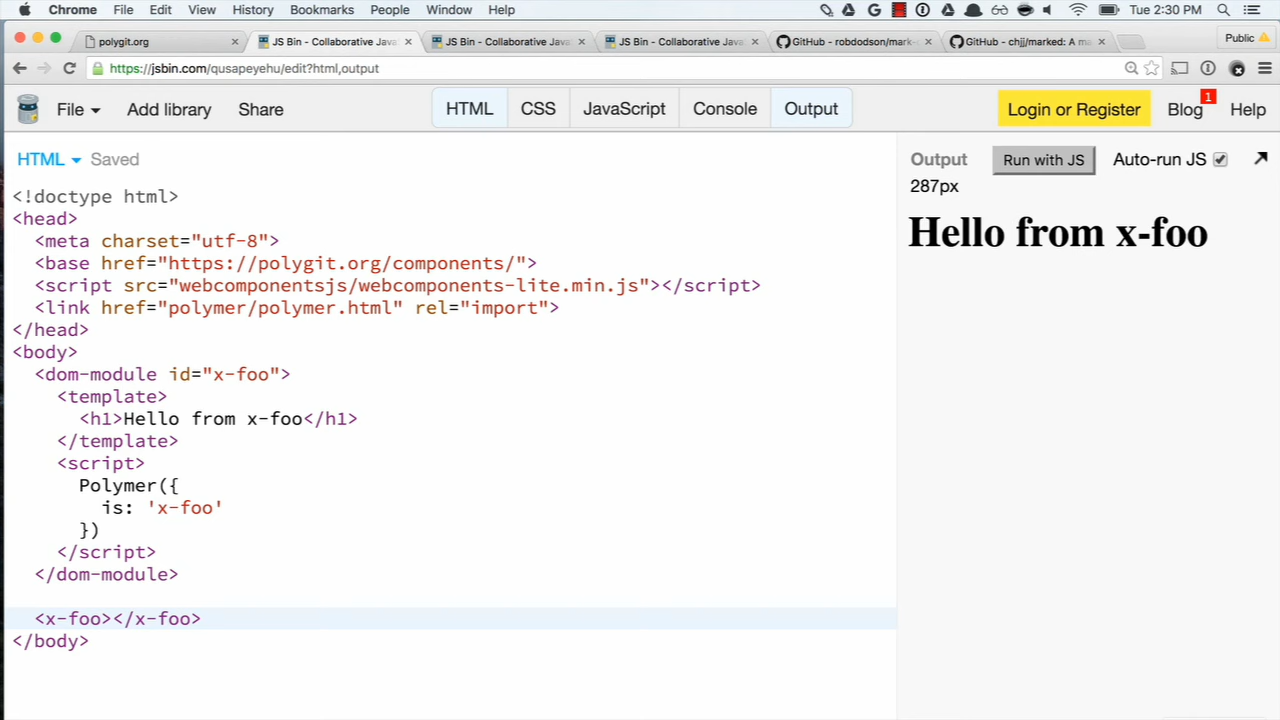 Chrome File Edit View History Bookmarks People Window Help Tue 2:30 PM
polygit.org JS Bin - Collaborative Java JS Bin - Collaborative Java JS Bin - Collaborative Java GitHub - robdodson/mark- GitHub - chjj/marked: A ma Public
https://jsbin.com/qusapeyehu/edit?html,output
File Add library Share HTML CSS JavaScript Console Output Login or Register Blog 1 Help
HTML Saved
<!doctype html>
<head>
  <meta charset="utf-8">
  <base href="https://polygit.org/components/">
  <script src="webcomponentsjs/webcomponents-lite.min.js"></script>
  <link href="polymer/polymer.html" rel="import">
</head>
<body>
  <dom-module id="x-foo">
    <template>
      <h1>Hello from x-foo</h1>
    </template>
    <script>
      Polymer({
        is: 'x-foo'
      })
    </script>
  </dom-module>
  <x-foo></x-foo>
</body>
Output Run with JS Auto-run JS
287px
Hello from x-foo